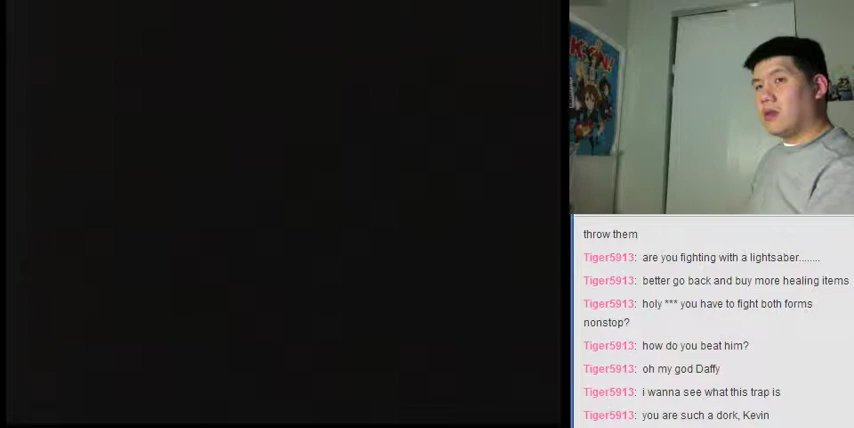 throw them
Tiger5913: are you fighting with a lightsaber........
Tiger5913: better go back and buy more healing items
Tiger5913: holy *** you have to fight both forms
nonstop?
Tiger5913: how do you beat him?
Tiger5913: oh my god Daffy
Tiger5913: i wanna see what this trap is
Tiger5913: you are such a dork, Kevin